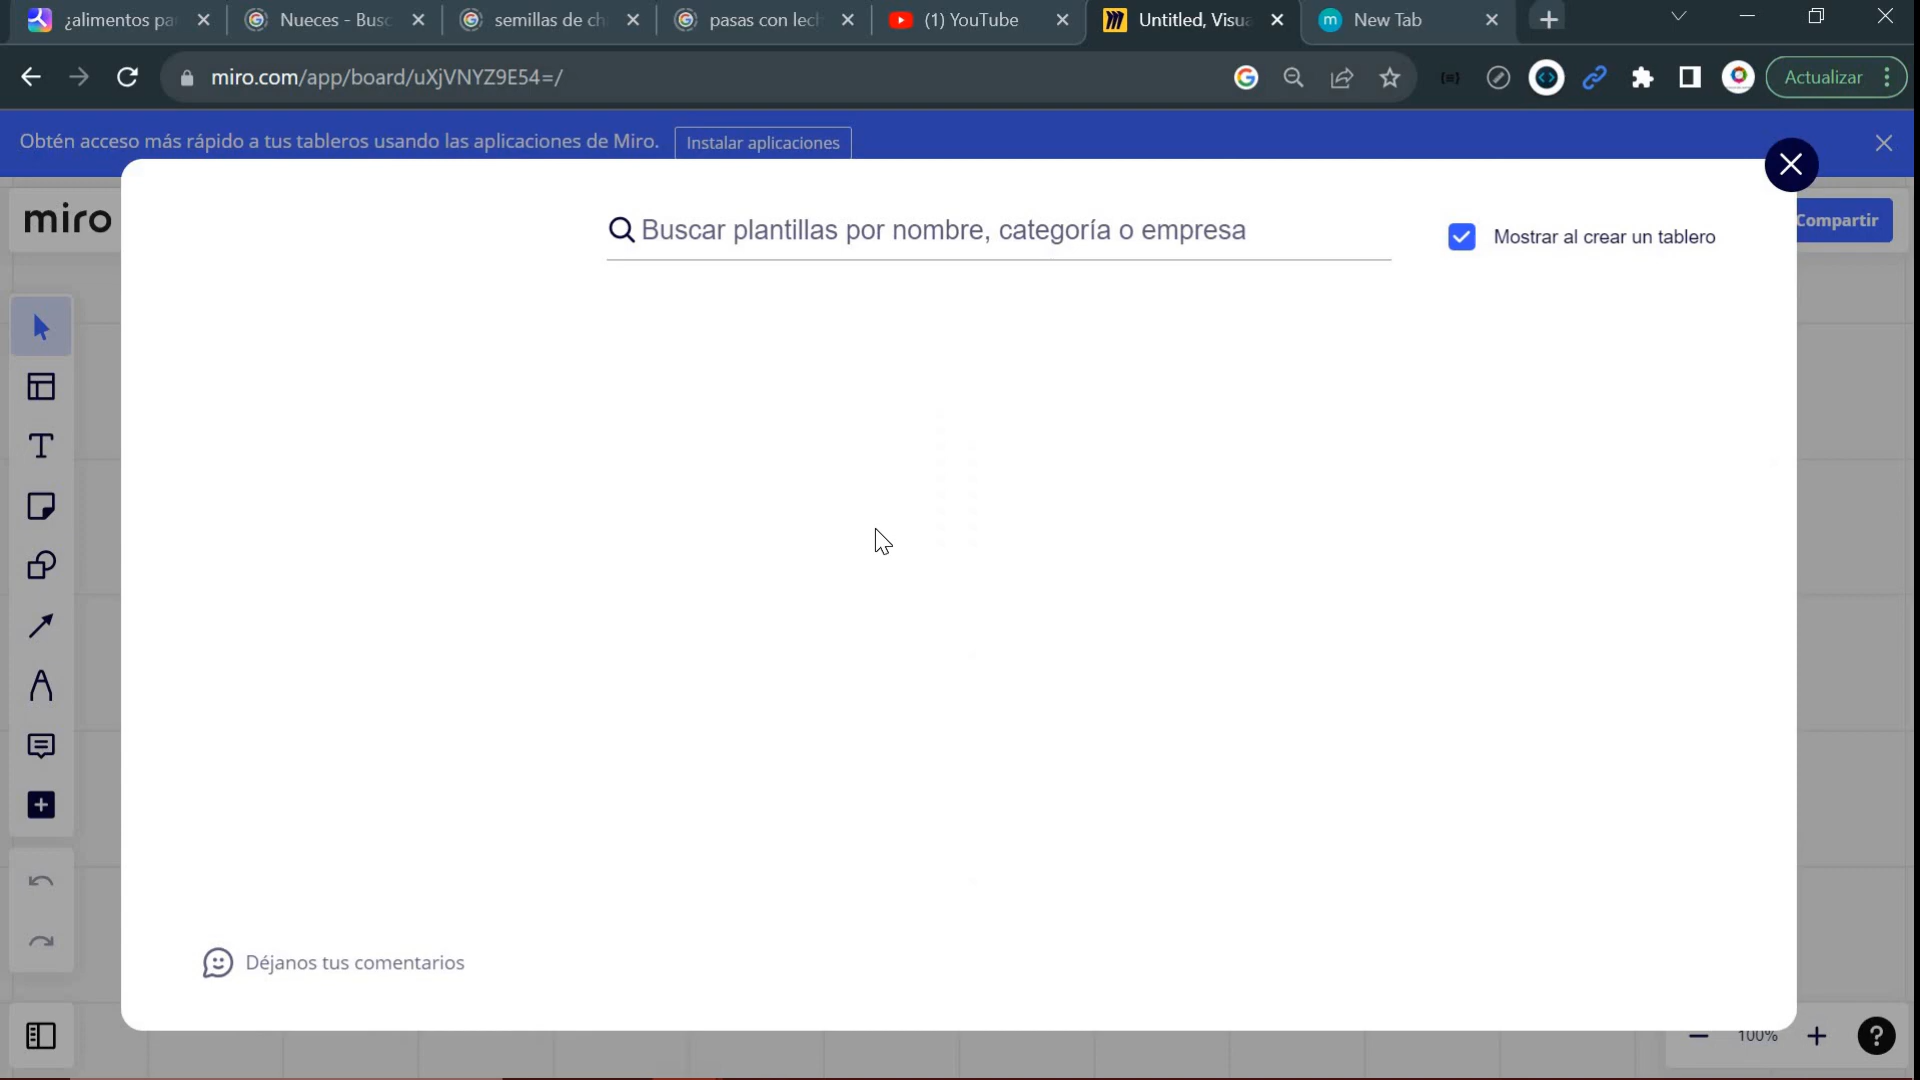 ¿alimentos pa
Nueces - Busc
semillas de ch
pasas con lech
(1) YouTube
Untitled, Visua
m New Tab
miro.com/app/board/uXjVNYZ9E54=/
Actualizar
Obtén acceso más rápido a tus tableros usando las aplicaciones de Miro.
Instalar aplicaciones
miro
Buscar plantillas por nombre, categoría o empresa
Mostrar al crear un tablero
Compartir
Déjanos tus comentarios
100%
?